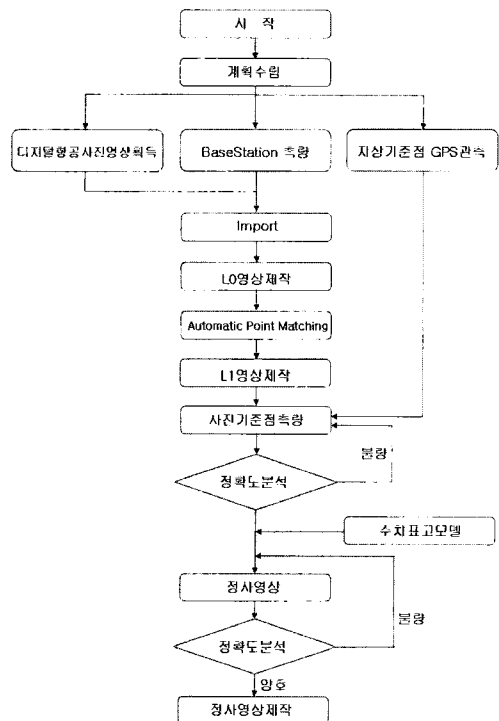 시 작
계획수립
디지털항공사진영상획득
BaseStation 측량
지상기준점 GPS관측
Import
L0영상제작
Automatic Point Matching
L1영상제작
사진기준점측량
불량
정확도분석
수치표고모델
정사영상
불량
정확도분석
양호
정사영상제작